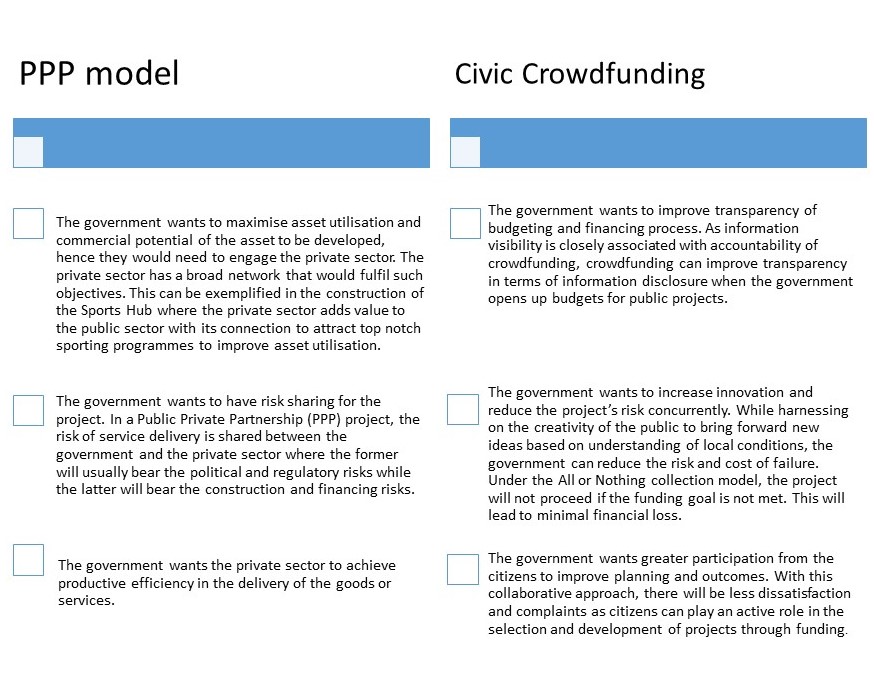 PPP model
The government wants to maximise asset utilisation and
commercial potential of the asset to be developed,
hence they would need to engage the private sector. The
private sector has a broad network that would fulfil such
objectives. This can be exemplified in the construction of
the Sports Hub where the private sector adds value to
the public sector with its connection to attract top notch
sporting programmes to improve asset utilisation.
The government wants to have risk sharing for the
project. In a Public Private Partnership (PPP) project, the
risk of service delivery is shared between the
government and the private sector where the former
will usually bear the political and regulatory risks while
the latter will bear the construction and financing risks.
The government wants the private sector to achieve
productive efficiency in the delivery of the goods or
services.
Civic Crowdfunding
The government wants to improve transparency of
budgeting and financing process. As information
visibility is closely associated with accountability of
crowdfunding, crowdfunding can improve transparency
in terms of information disclosure when the government
opens up budgets for public projects.
The government wants to increase innovation and
reduce the project's risk concurrently. While harnessing
on the creativity of the public to bring forward new
ideas based on understanding of local conditions, the
government can reduce the risk and cost of failure.
Under the All or Nothing collection model, the project
will not proceed if the funding goal is not met. This will
lead to minimal financial loss.
The government wants greater participation from the
citizens to improve planning and outcomes. With this
collaborative approach, there will be less dissatisfaction
and complaints as citizens can play an active role in the
selection and development of projects through funding.